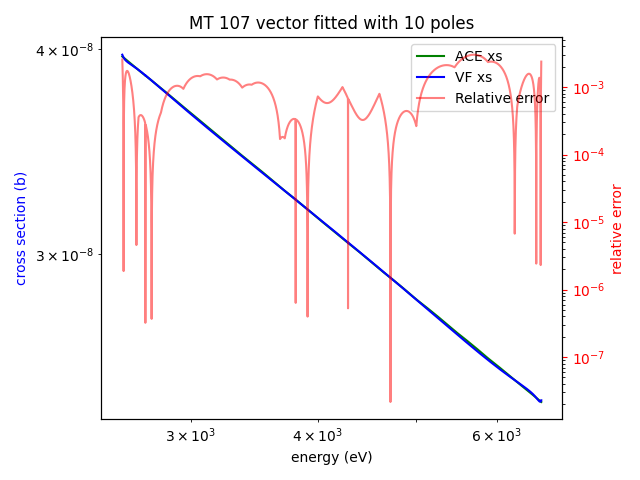 MT 107 vector fitted with 10 poles
ACE xs
VF xs
Relative error
4 × 10⁻⁸
3 × 10⁻⁸
cross section (b)
10⁻³
10⁻⁴
10⁻⁵
10⁻⁶
10⁻⁷
relative error
3 × 10³
4 × 10³
6 × 10³
energy (eV)